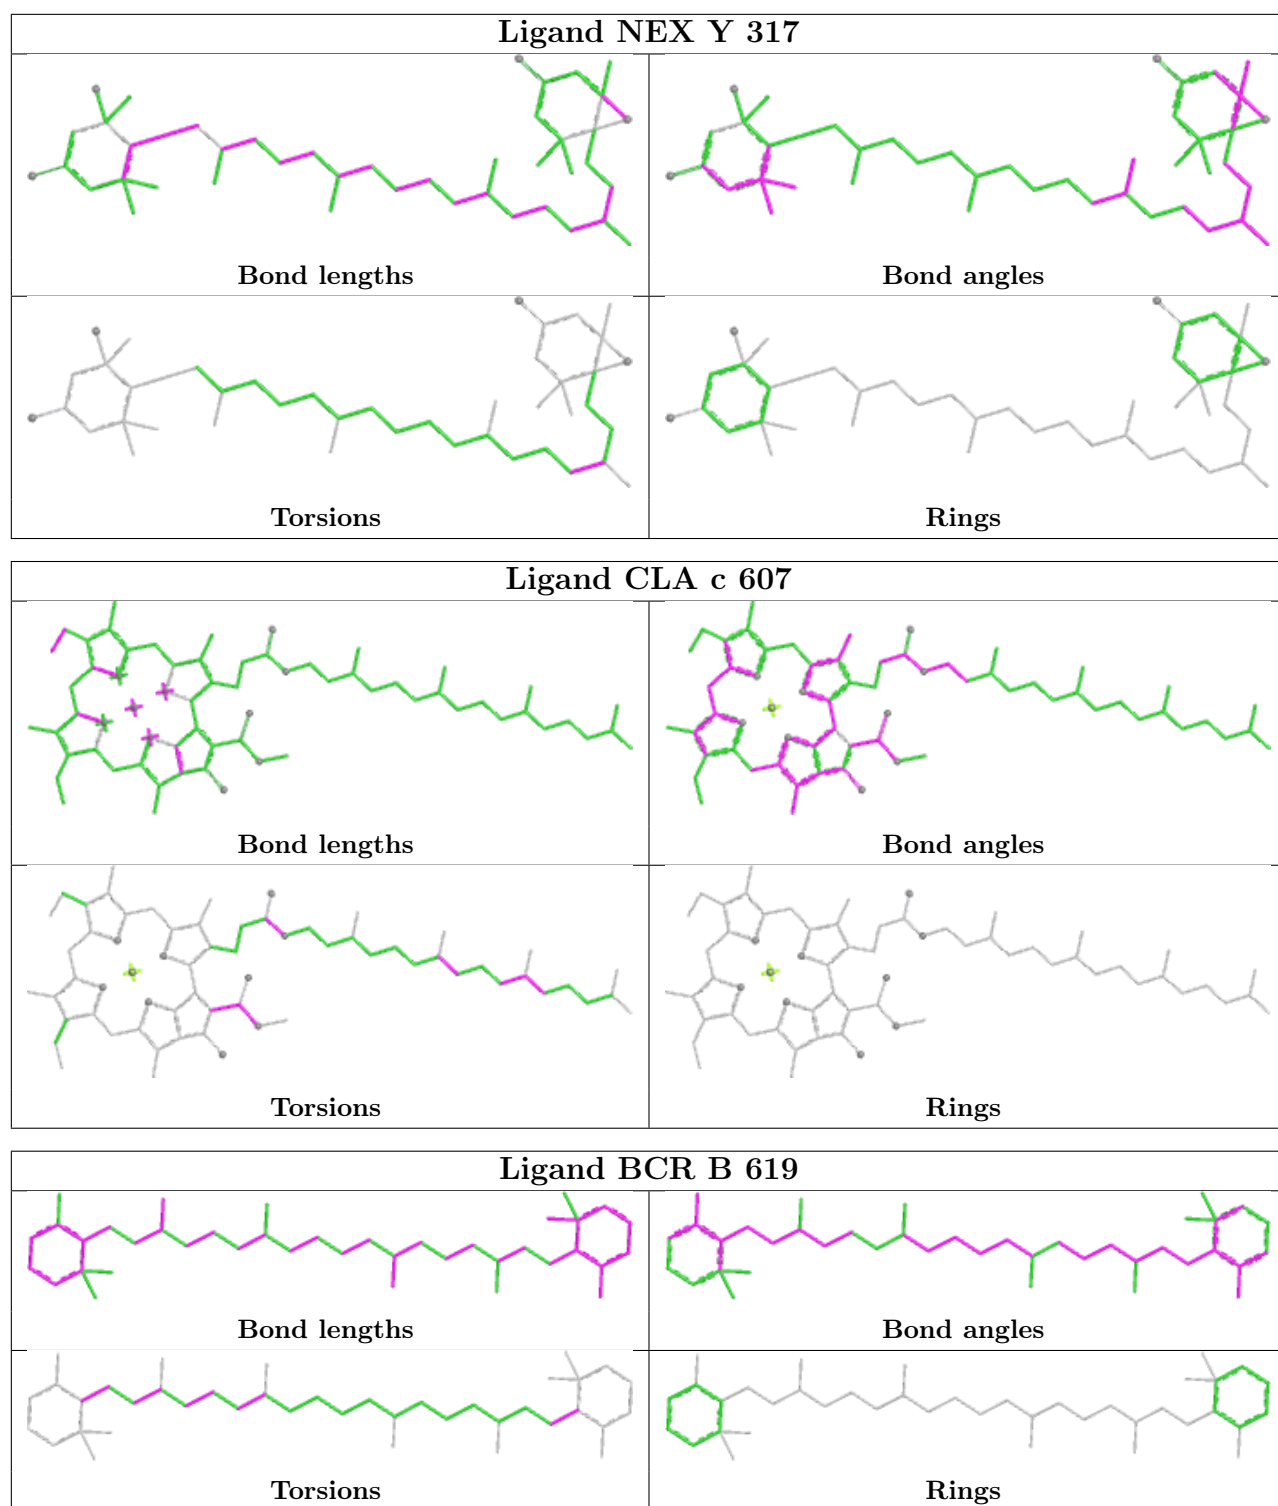 Ligand NEX Y 317
Bond lengths
Bond angles
Torsions
Rings
Ligand CLA c 607
Bond lengths
Bond angles
Torsions
Rings
Ligand BCR B 619
Bond lengths
Bond angles
Torsions
Rings